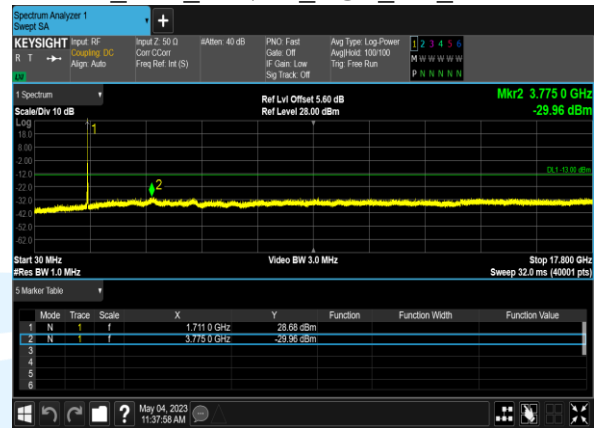 Spectrum Analyzer 1
Swept SA
KEYSIGHT
R T
LV
Input: RF
Coupling: DC
Align: Auto
Input Z: 50 Ω
Corr CCorr
Freq Ref: Int (S)
#Atten: 40 dB
PNO: Fast
Gate: Off
IF Gain: Low
Sig Track: Off
Avg Type: Log-Power
Avg|Hold: 100/100
Trig: Free Run
1 2 3 4 5 6
M W W W W W
P N N N N N
1 Spectrum
Scale/Div 10 dB
Ref Lvl Offset 5.60 dB
Ref Level 28.00 dBm
Mkr2 3.775 0 GHz
-29.96 dBm
Log
18.0
8.00
-2.00
-12.0
-22.0
-32.0
-42.0
-52.0
-62.0
1
2
DL1 -13.00 dBm
Start 30 MHz
#Res BW 1.0 MHz
Video BW 3.0 MHz
Stop 17.800 GHz
Sweep 32.0 ms (40001 pts)
5 Marker Table
Mode Trace Scale X Y Function Function Width Function Value
1 N 1 f 1.711 0 GHz 28.68 dBm
2 N 1 f 3.775 0 GHz -29.96 dBm
3
4
5
6
?
May 04, 2023
11:37:58 AM